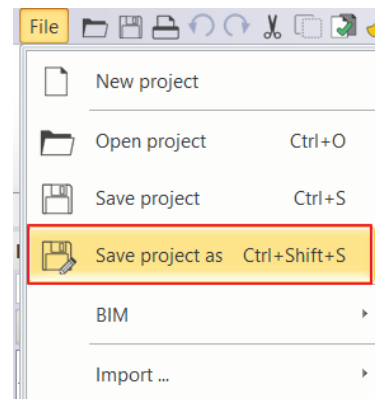 File
New project
Open project Ctrl+O
Save project Ctrl+S
Save project as Ctrl+Shift+S
BIM
Import ...